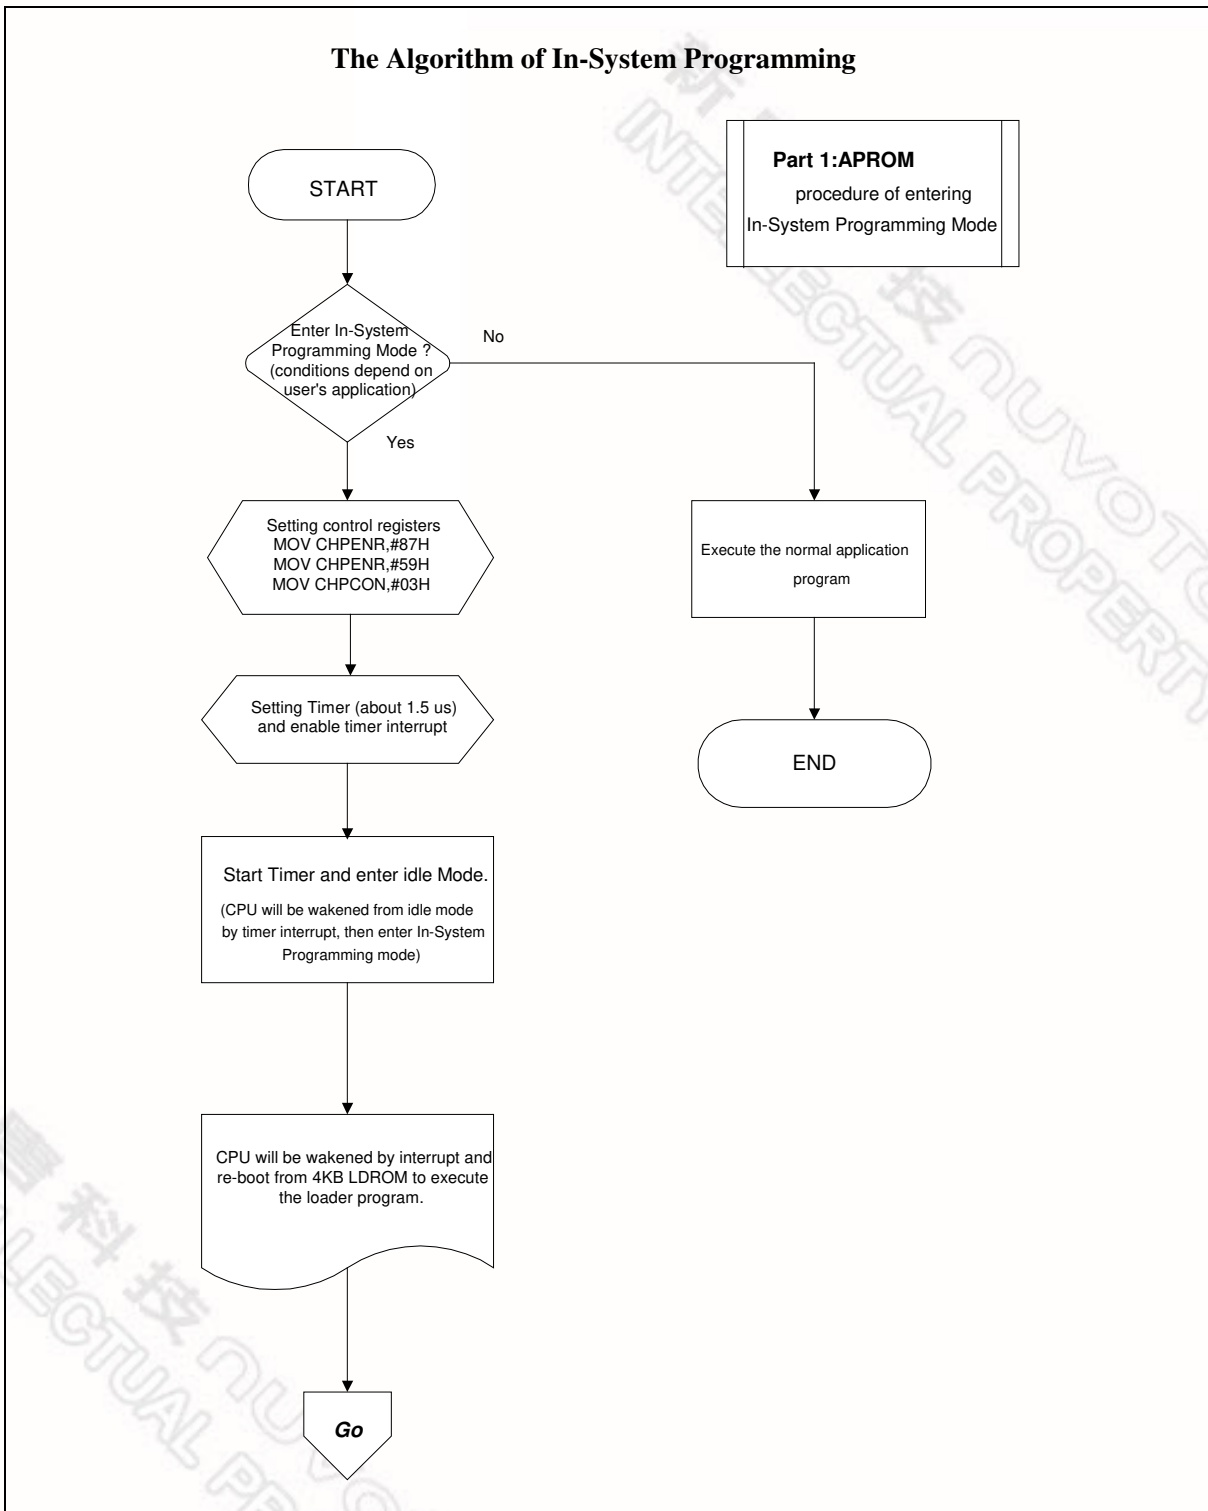 The Algorithm of In-System Programming
Part 1:APROM
procedure of entering
In-System Programming Mode
START
Enter In-System
Programming Mode ?
(conditions depend on
user's application)
No
Yes
Setting control registers
MOV CHPENR,#87H
MOV CHPENR,#59H
MOV CHPCON,#03H
Execute the normal application
program
Setting Timer (about 1.5 us)
and enable timer interrupt
END
Start Timer and enter idle Mode.
(CPU will be wakened from idle mode
by timer interrupt, then enter In-System
Programming mode)
CPU will be wakened by interrupt and
re-boot from 4KB LDROM to execute
the loader program.
Go